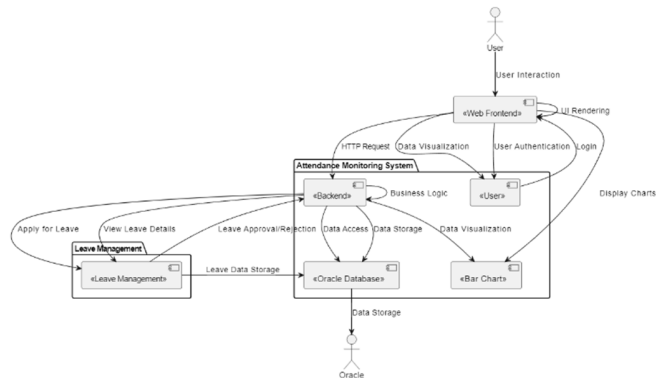 User
User Interaction
«Web Frontend»
UI Rendering
HTTP Request
Data Visualization
User Authentication
Login
Attendance Monitoring System
«Backend»
Business Logic
«User»
Display Charts
Apply for Leave
View Leave Details
Leave Approval/Rejection
Data Access
Data Storage
Data Visualization
Leave Management
«Leave Management»
Leave Data Storage
«Oracle Database»
«Bar Chart»
Data Storage
Oracle